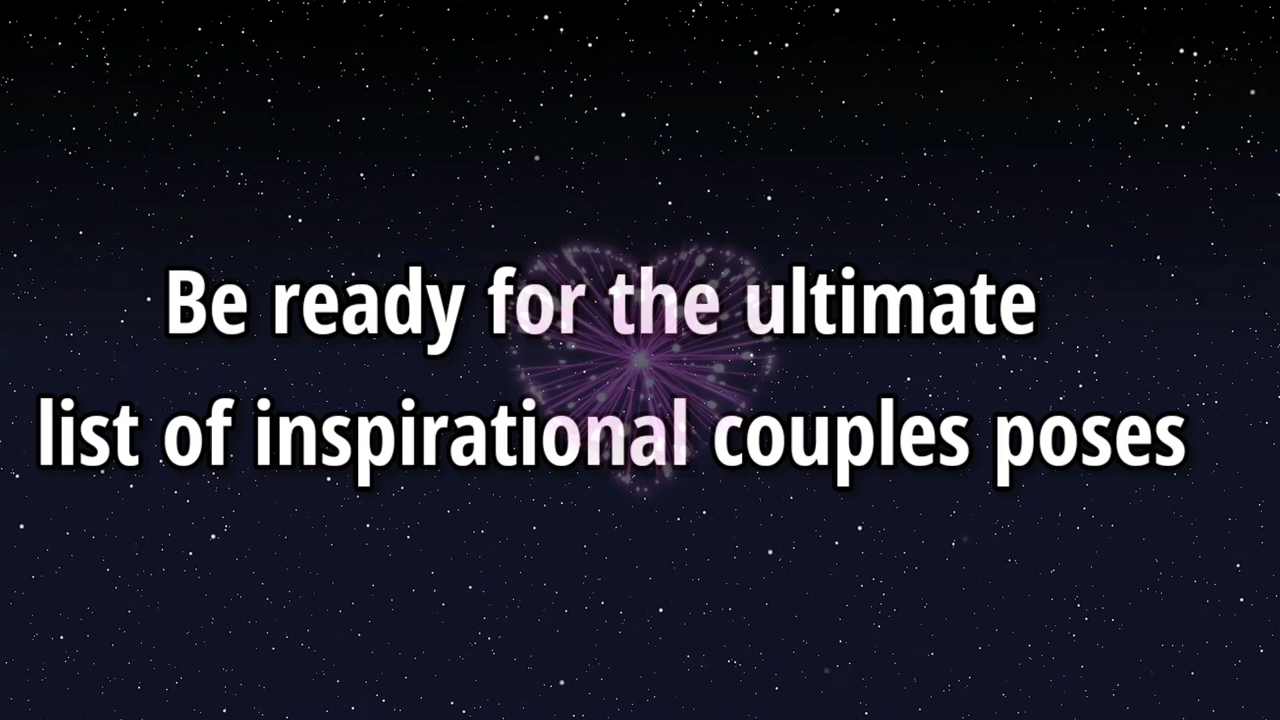 Be ready for the ultimate
list of inspirational couples poses